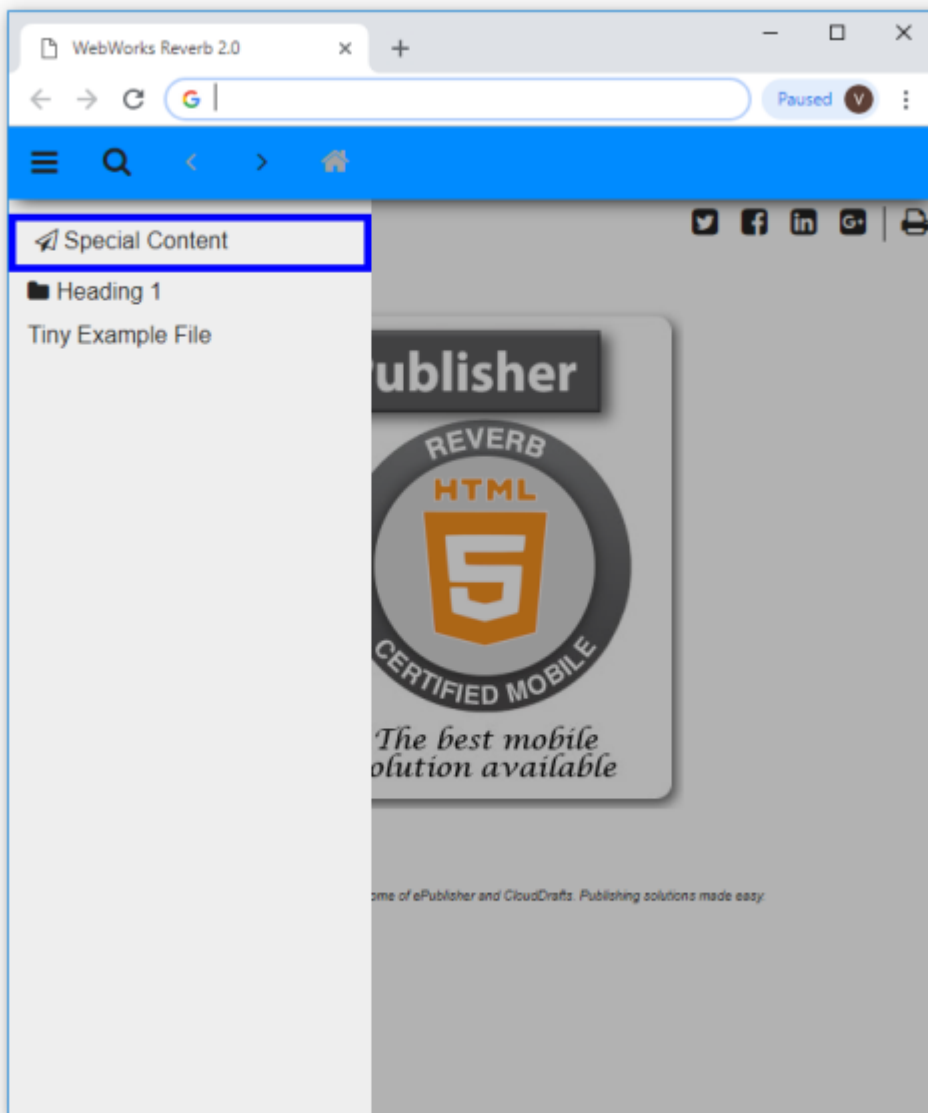 WebWorks Reverb 2.0
Paused V
Special Content
Heading 1
Tiny Example File
ublisher
REVERB
HTML
5
CERTIFIED MOBILE
The best mobile
olution available
ome of ePublisher and CloudDrafts. Publishing solutions made easy.